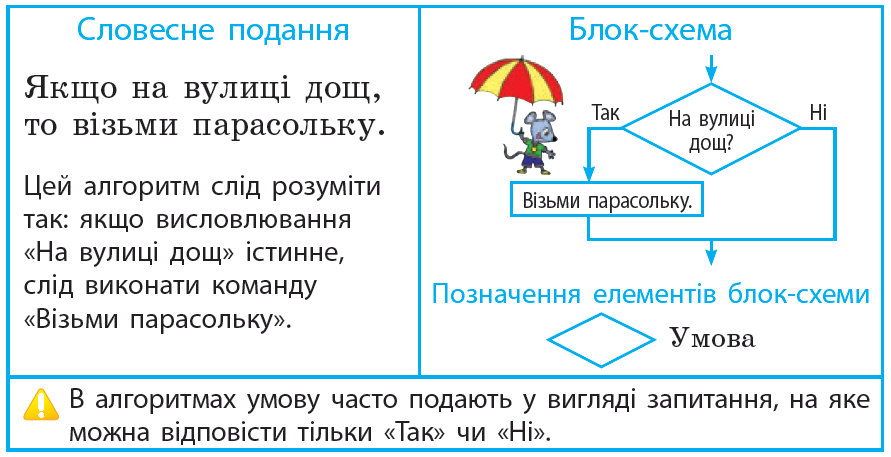 Словесне подання
Якщо на вулиці дощ,
то візьми парасольку.
Цей алгоритм слід розуміти
так: якщо висловлювання
«На вулиці дощ» істинне,
слід виконати команду
«Візьми парасольку».
Блок-схема
Так
На вулиці
дощ?
Ні
Візьми парасольку.
Позначення елементів блок-схеми
Умова
В алгоритмах умову часто подають у вигляді запитання, на яке
можна відповісти тільки «Так» чи «Ні».